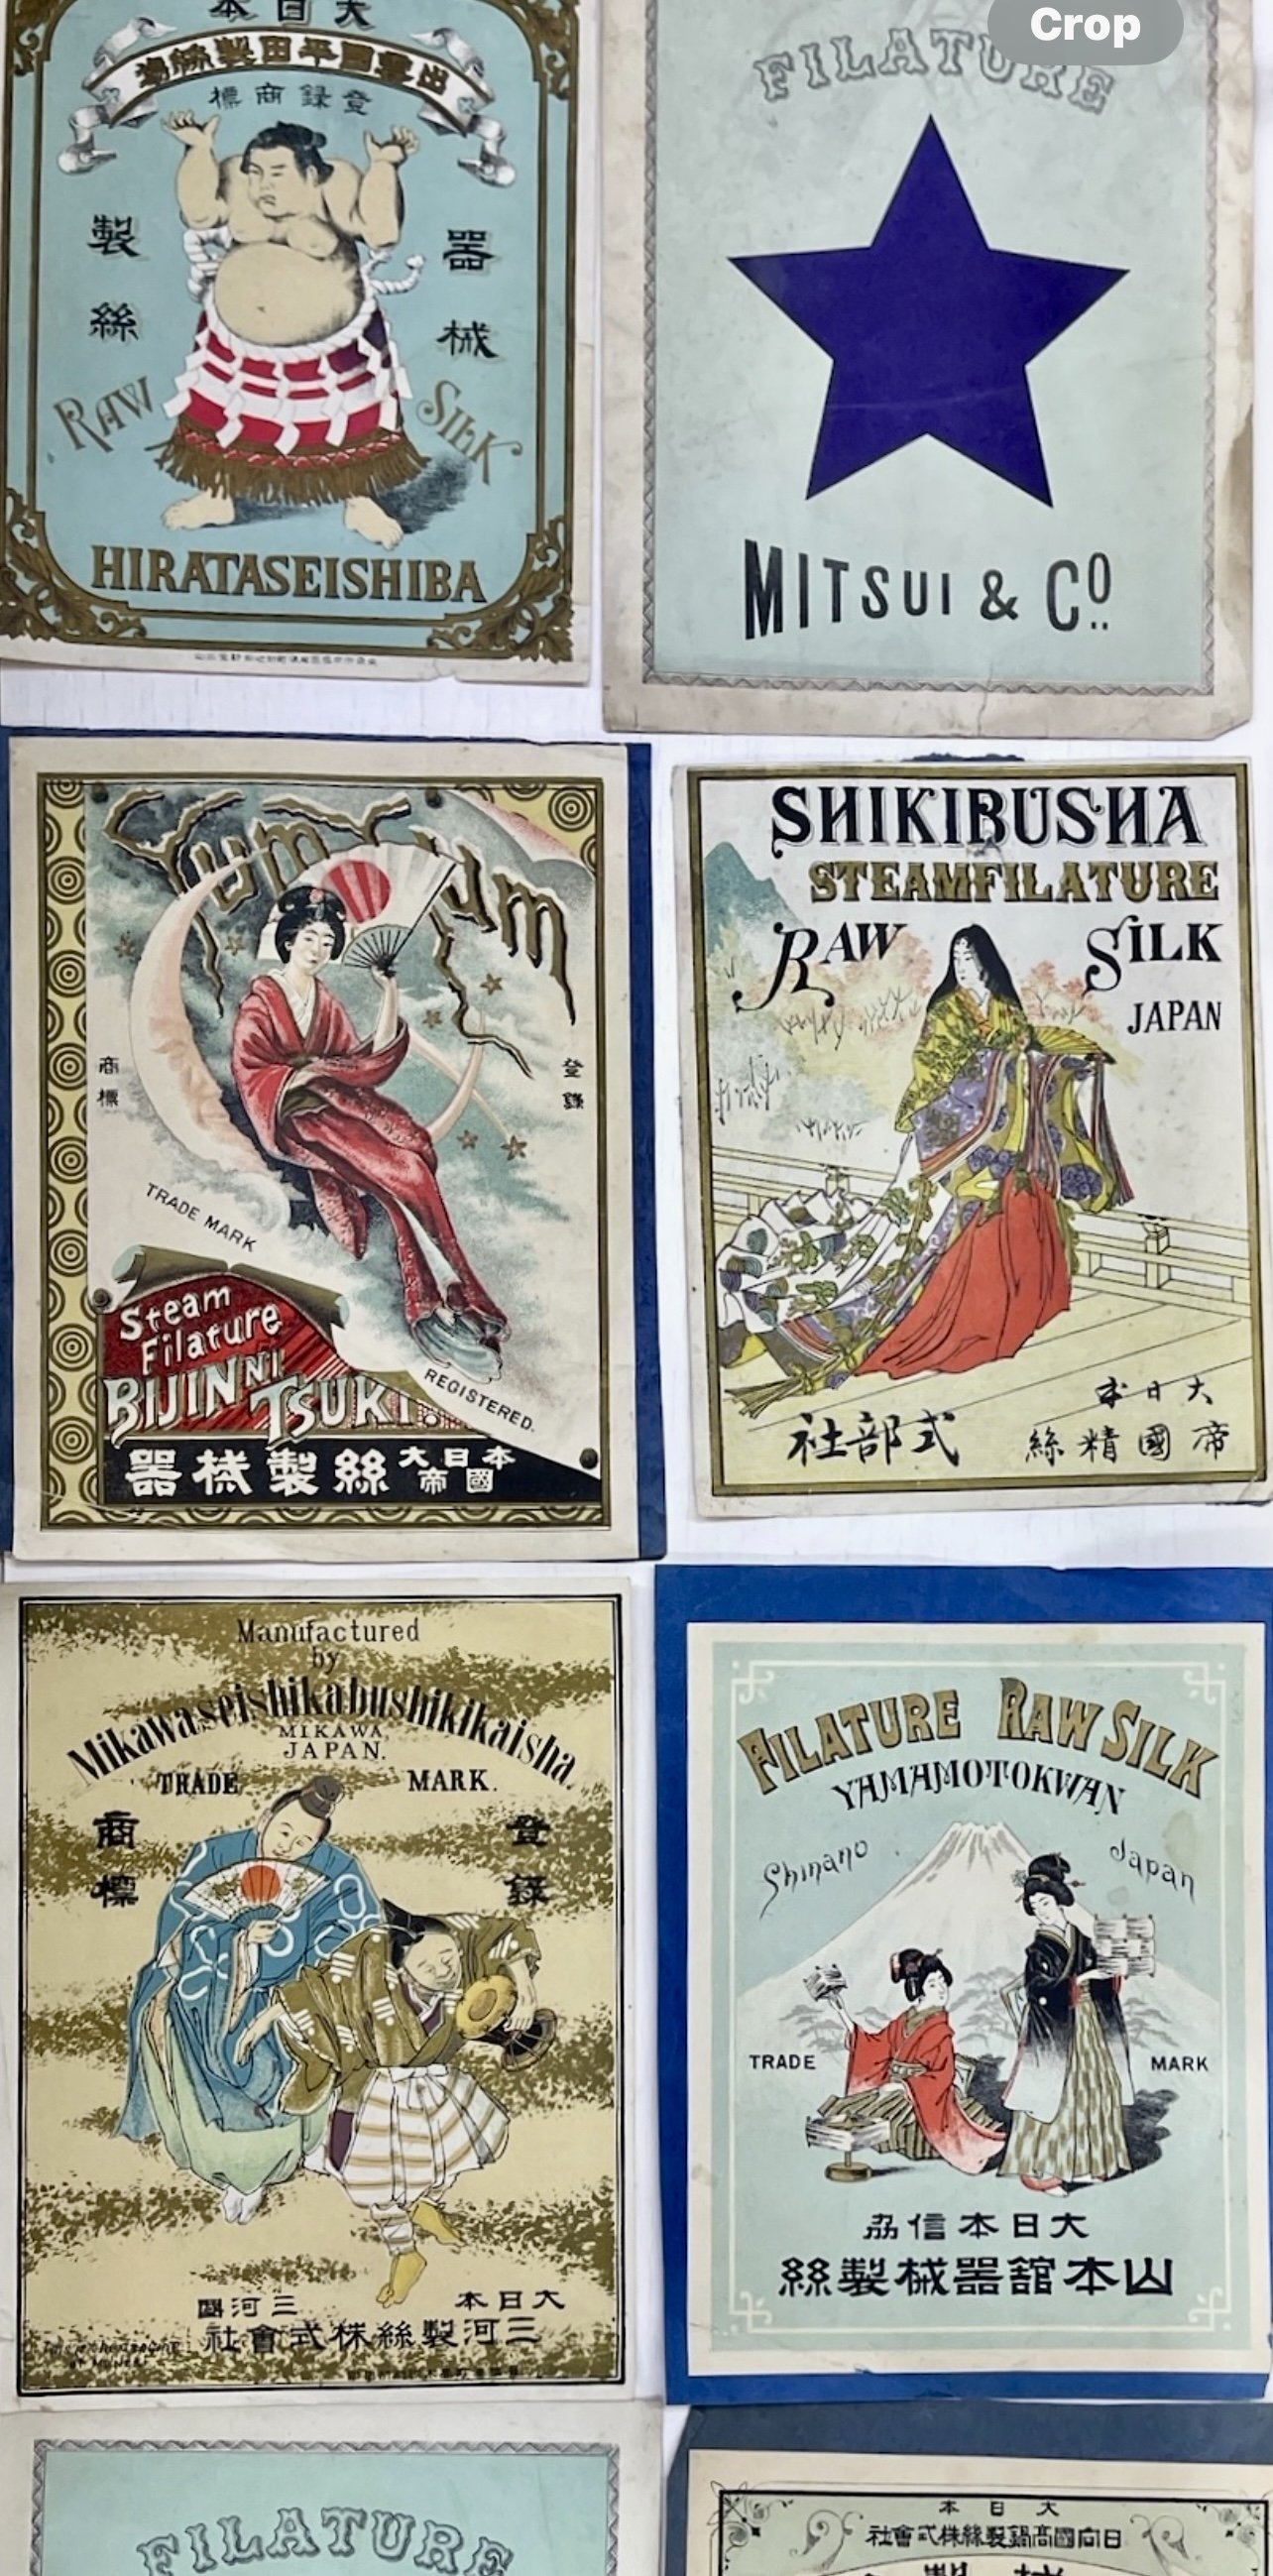 Crop
大日本
出雲國平田製絲場
登録商標
器械
製絲
RAW SILK
HIRATASEISHIBA
FILATURE
MITSUI & Cº
Yum Yum
登錄
商標
TRADE MARK
Steam
Filature
BIJIN NI TSUKI
REGISTERED.
器械製絲 大日本帝國
SHIKIBUSHA
STEAMFILATURE
RAW SILK
JAPAN
大日本
帝國精絲
式部社
Manufactured
by
Mikawaseishikabushikikaisha
MIKAWA,
JAPAN.
TRADE MARK.
登錄
商標
大日本 三河國
三河製絲株式會社
FILATURE RAW SILK
YAMAMOTOKWAN
Shinano Japan
TRADE MARK
大日本信刕
山本舘器械製絲
FILATURE
大日本
日向國高鍋製絲株式會社